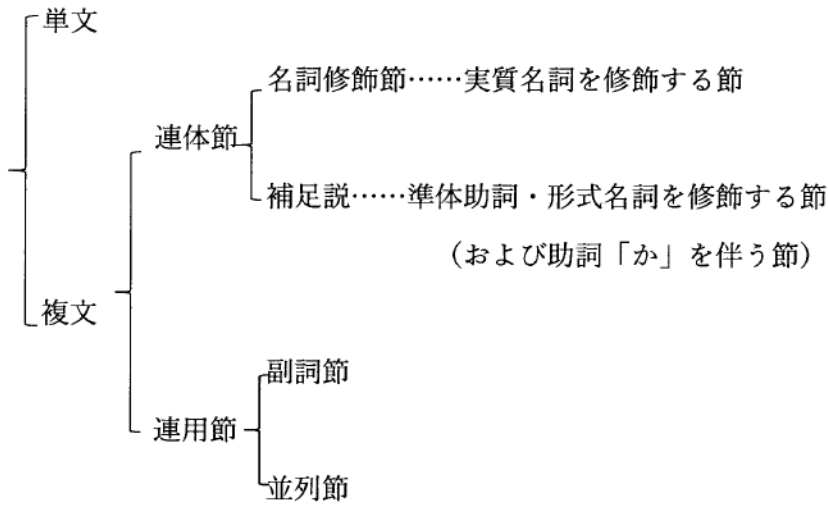 単文
名詞修飾節……実質名詞を修飾する節
連体節
補足説……準体助詞・形式名詞を修飾する節
(および助詞「か」を伴う節)
複文
副詞節
連用節
並列節